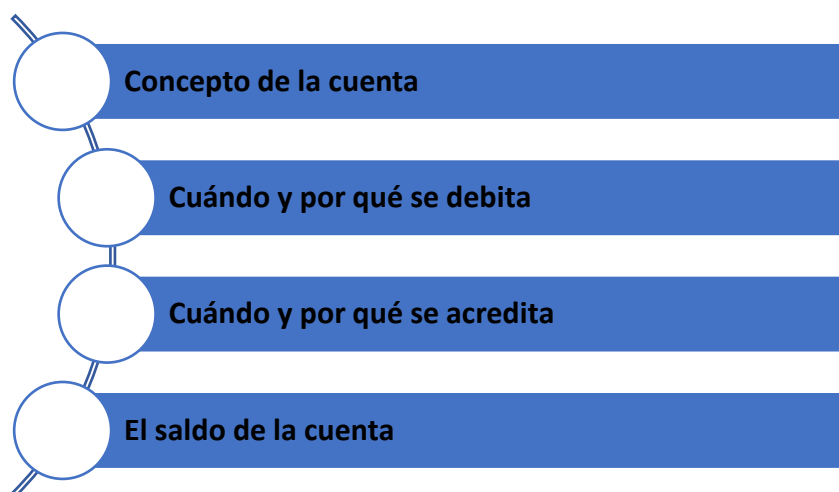 Concepto de la cuenta
Cuándo y por qué se debita
Cuándo y por qué se acredita
El saldo de la cuenta